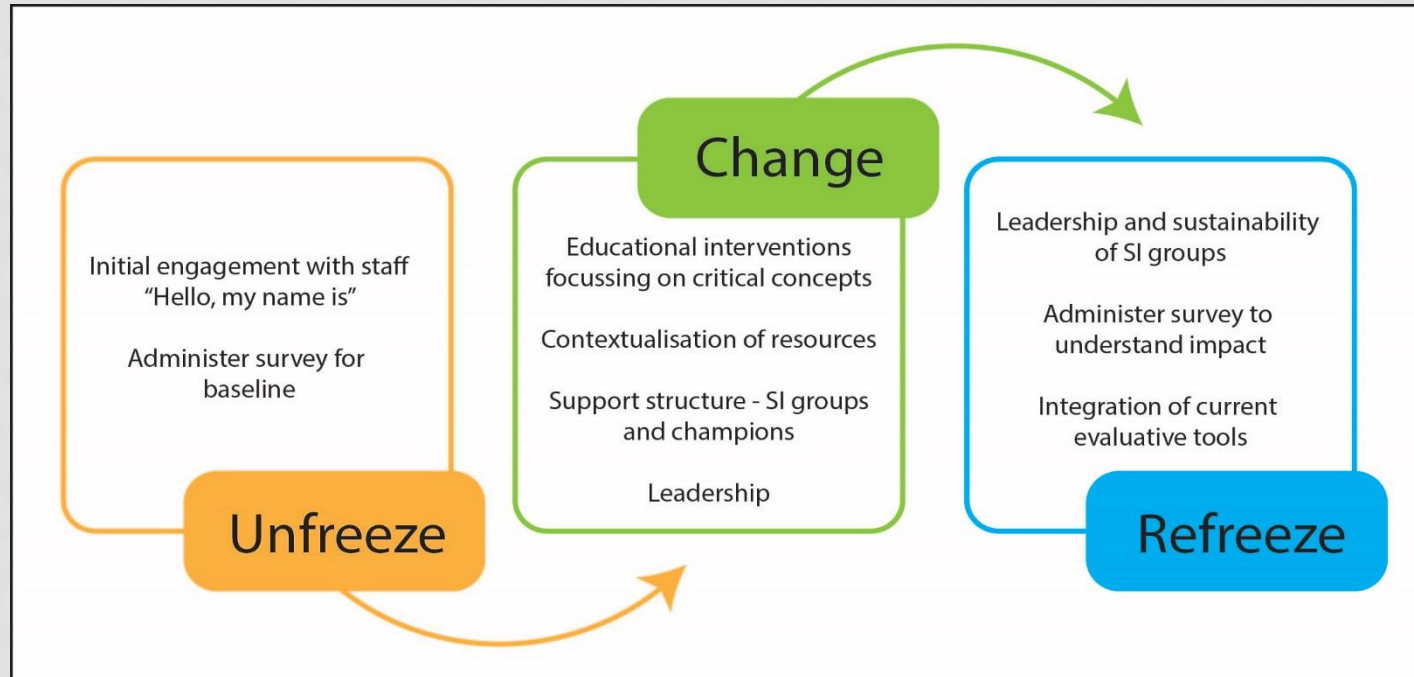 Unfreeze
Initial engagement with staff
“Hello, my name is”
Administer survey for
baseline
Change
Educational interventions
focussing on critical concepts
Contextualisation of resources
Support structure - SI groups
and champions
Leadership
Refreeze
Leadership and sustainability
of SI groups
Administer survey to
understand impact
Integration of current
evaluative tools